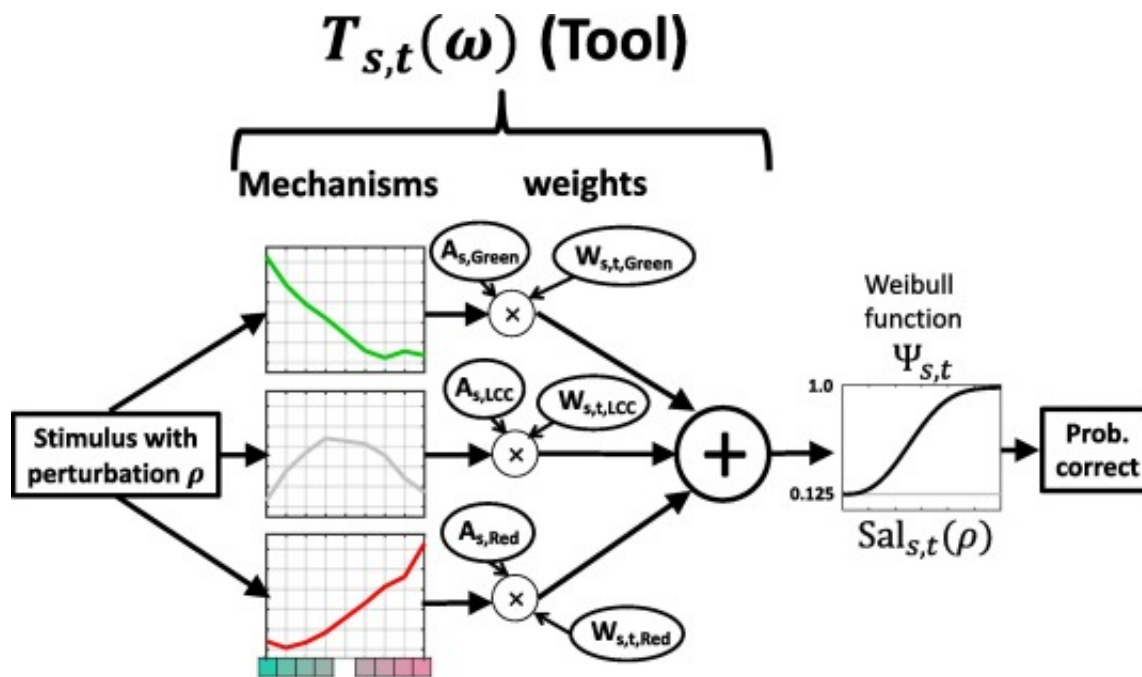 T_{s,t}(ω) (Tool)
Mechanisms weights
A_{s,Green}
W_{s,t,Green}
×
A_{s,LCC}
W_{s,t,LCC}
×
A_{s,Red}
×
W_{s,t,Red}
Stimulus with
perturbation ρ
+
Weibull
function
Ψ_{s,t}
1.0
0.125
Sal_{s,t}(ρ)
Prob.
correct